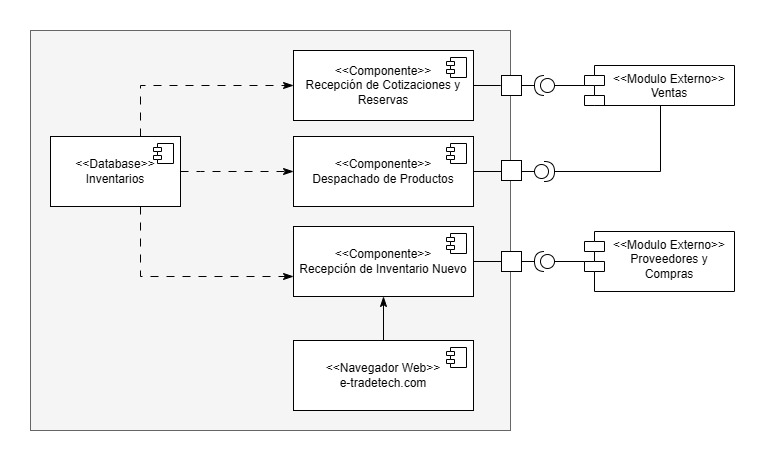 <<Componente>>
Recepción de Cotizaciones y
Reservas
<<Modulo Externo>>
Ventas
<<Database>>
Inventarios
<<Componente>>
Despachado de Productos
<<Componente>>
Recepción de Inventario Nuevo
<<Modulo Externo>>
Proveedores y
Compras
<<Navegador Web>>
e-tradetech.com